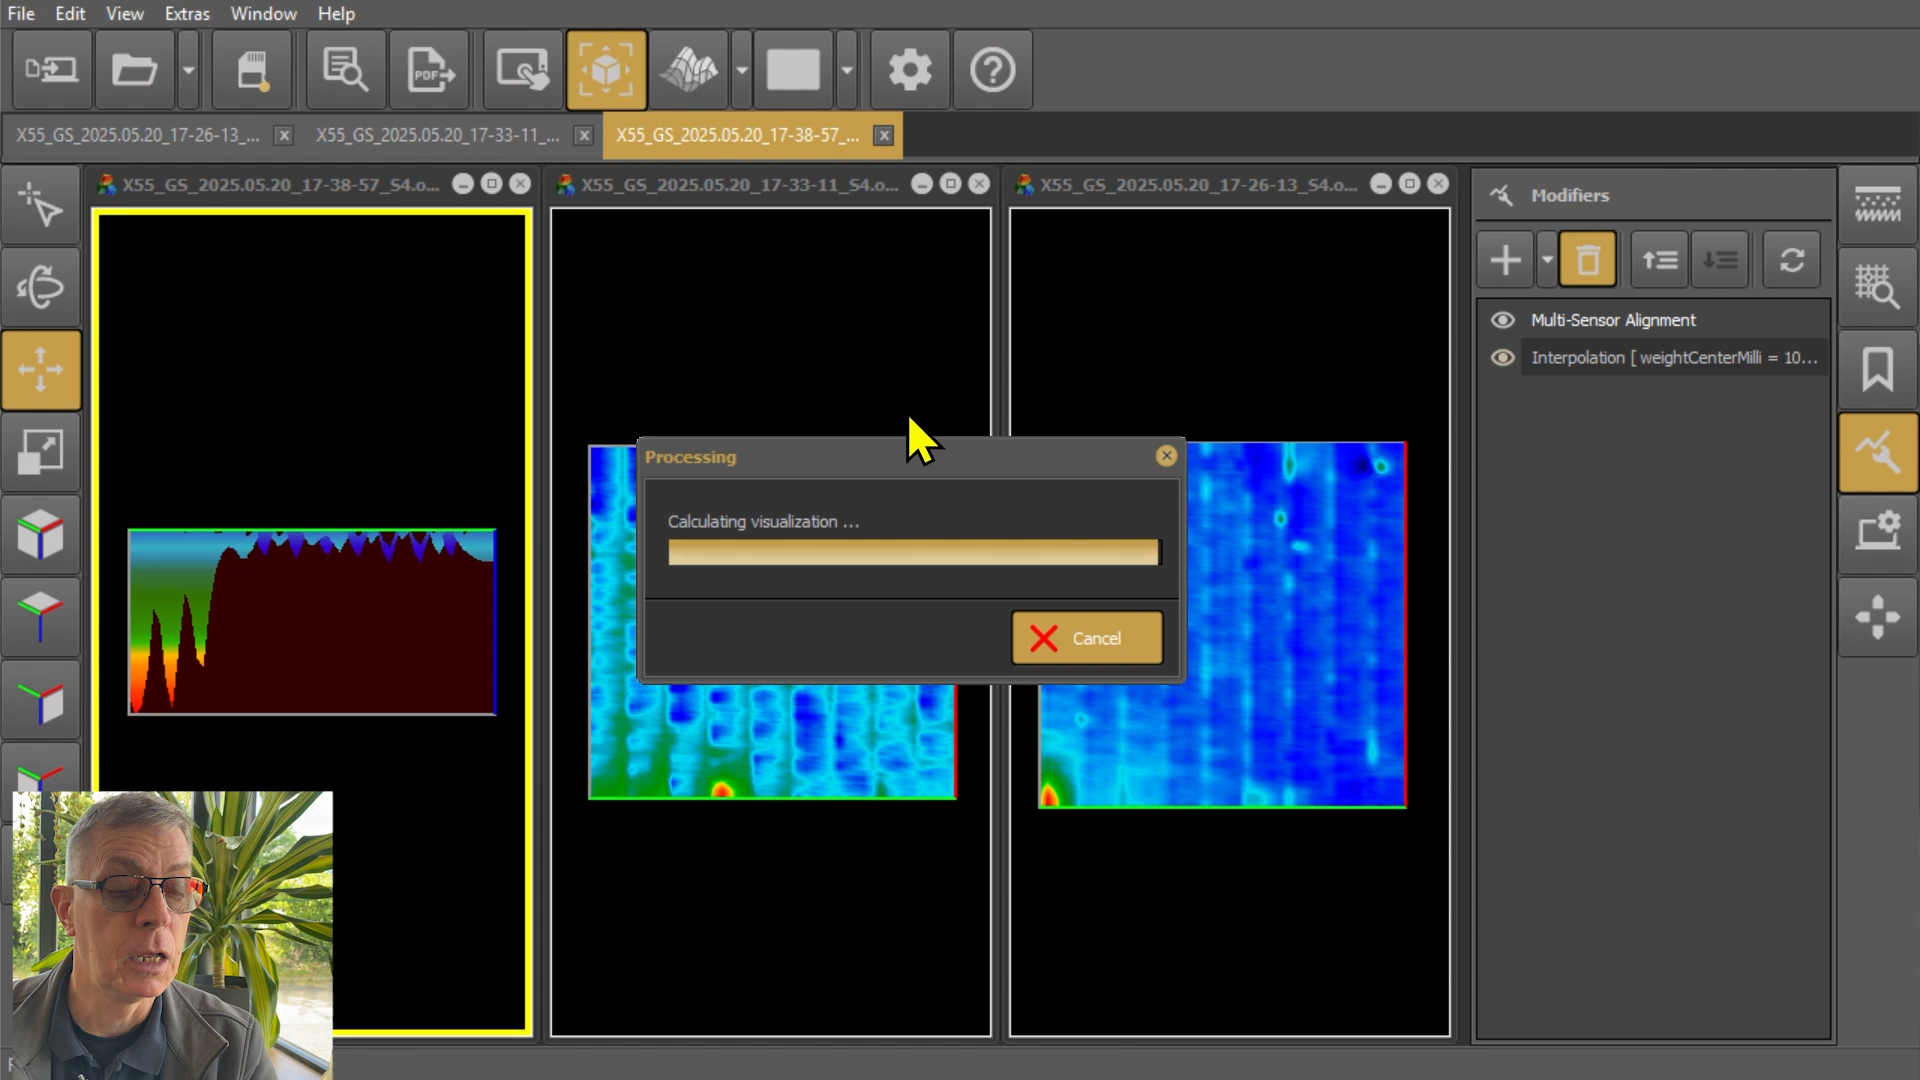 File Edit View Extras Window Help
PDF
X55_GS_2025.05.20_17-26-13_... X55_GS_2025.05.20_17-33-11_... X55_GS_2025.05.20_17-38-57_...
X55_GS_2025.05.20_17-38-57_S4.o... X55_GS_2025.05.20_17-33-11_S4.o... X55_GS_2025.05.20_17-26-13_S4.o...
Modifiers
Multi-Sensor Alignment
Interpolation [ weightCenterMilli = 10...
Processing
Calculating visualization ...
Cancel